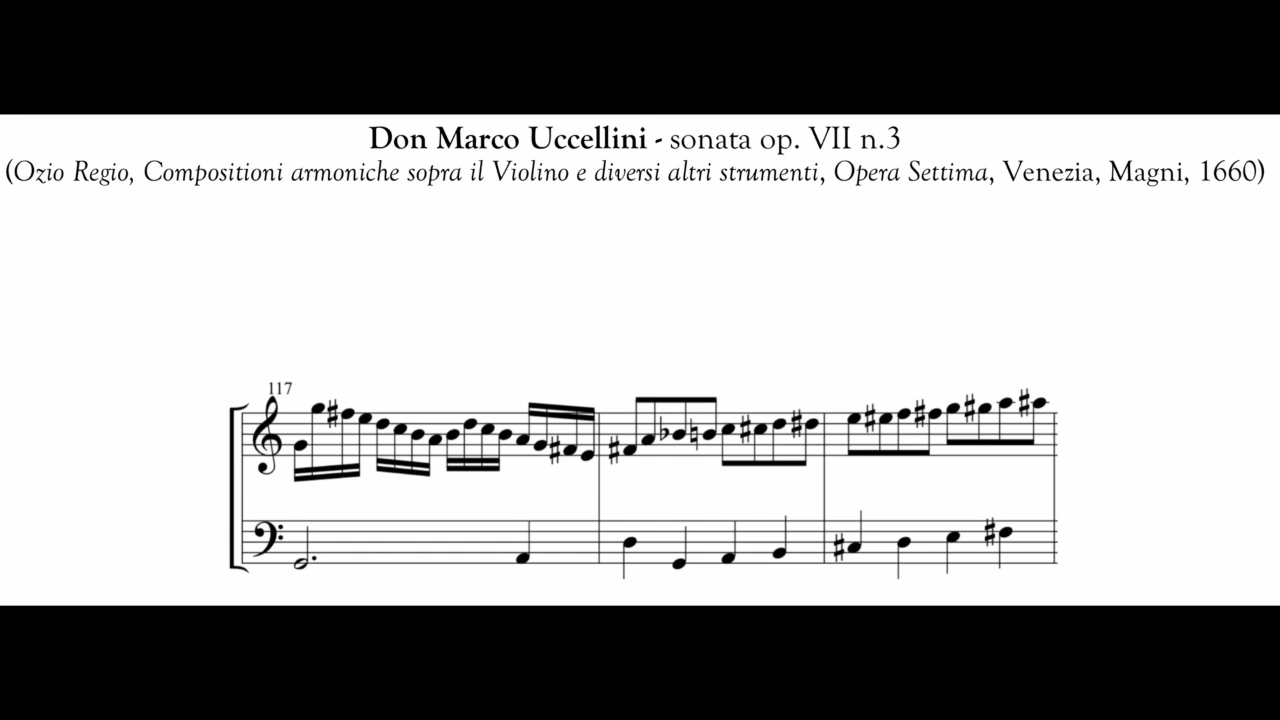 Don Marco Uccellini - sonata op. VII n.3
(Ozio Regio, Compositioni armoniche sopra il Violino e diversi altri strumenti, Opera Settima, Venezia, Magni, 1660)
117